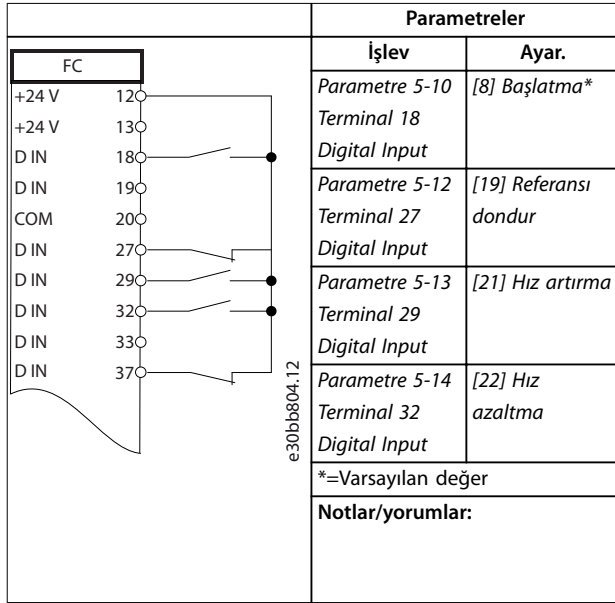 FC
+24 V 12
+24 V 13
D IN 18
D IN 19
COM 20
D IN 27
D IN 29
D IN 32
D IN 33
D IN 37
e30bb804.12
Parametreler
İşlev Ayar.
Parametre 5-10 [8] Başlatma*
Terminal 18
Digital Input
Parametre 5-12 [19] Referansı
Terminal 27 dondur
Digital Input
Parametre 5-13 [21] Hız artırma
Terminal 29
Digital Input
Parametre 5-14 [22] Hız
Terminal 32 azaltma
Digital Input
*=Varsayılan değer
Notlar/yorumlar: